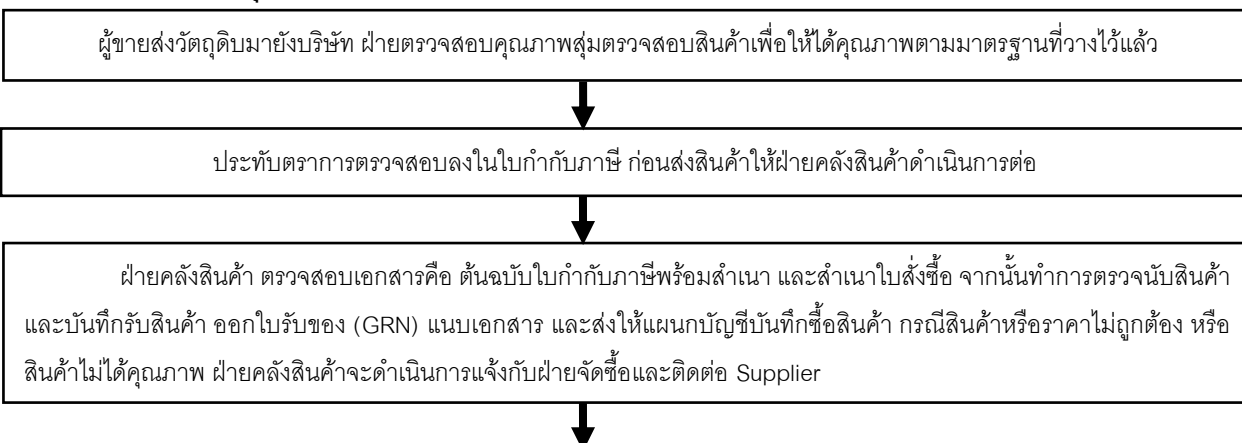 ผู้ขายส่งวัตถุดิบมายังบริษัท ฝ่ายตรวจสอบคุณภาพสุ่มตรวจสอบสินค้าเพื่อให้ได้คุณภาพตามมาตรฐานที่วางไว้แล้ว
ประทับตราการตรวจสอบลงในใบกำกับภาษี ก่อนส่งสินค้าให้ฝ่ายคลังสินค้าดำเนินการต่อ
ฝ่ายคลังสินค้า ตรวจสอบเอกสารคือ ต้นฉบับใบกำกับภาษีพร้อมสำเนา และสำเนาใบสั่งซื้อ จากนั้นทำการตรวจนับสินค้า
และบันทึกรับสินค้า ออกใบรับของ (GRN) แนบเอกสาร และส่งให้แผนกบัญชีบันทึกซื้อสินค้า กรณีสินค้าหรือราคาไม่ถูกต้อง หรือ
สินค้าไม่ได้คุณภาพ ฝ่ายคลังสินค้าจะดำเนินการแจ้งกับฝ่ายจัดซื้อและติดต่อ Supplier